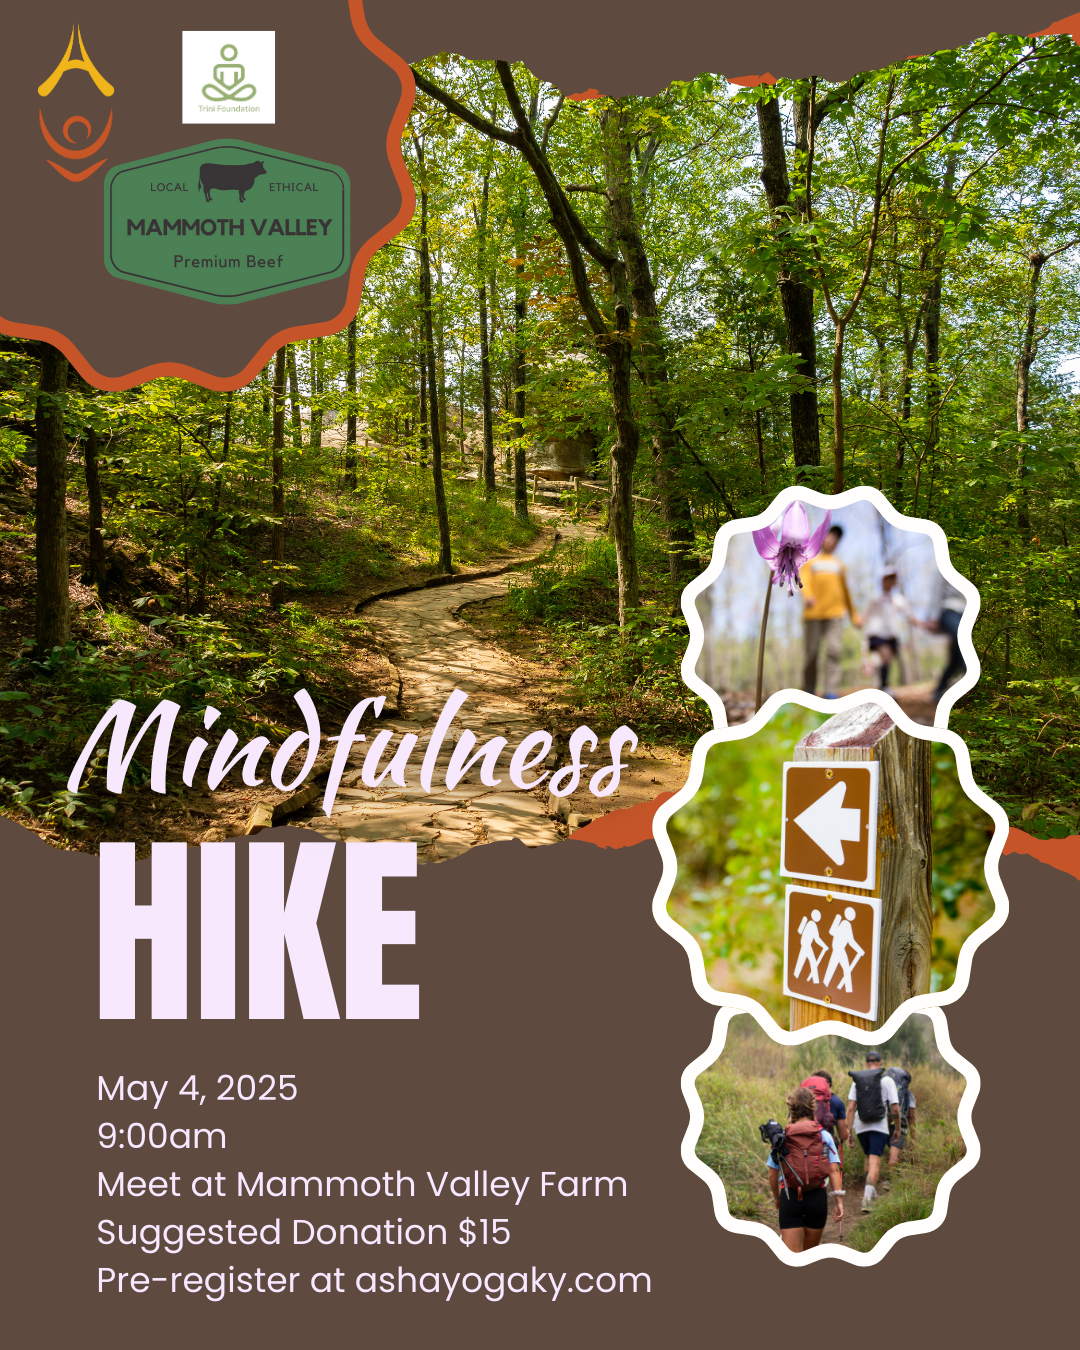 Trini Foundation
LOCAL ETHICAL
MAMMOTH VALLEY
Premium Beef
Mindfulness
HIKE
May 4, 2025
9:00am
Meet at Mammoth Valley Farm
Suggested Donation $15
Pre-register at ashayogaky.com